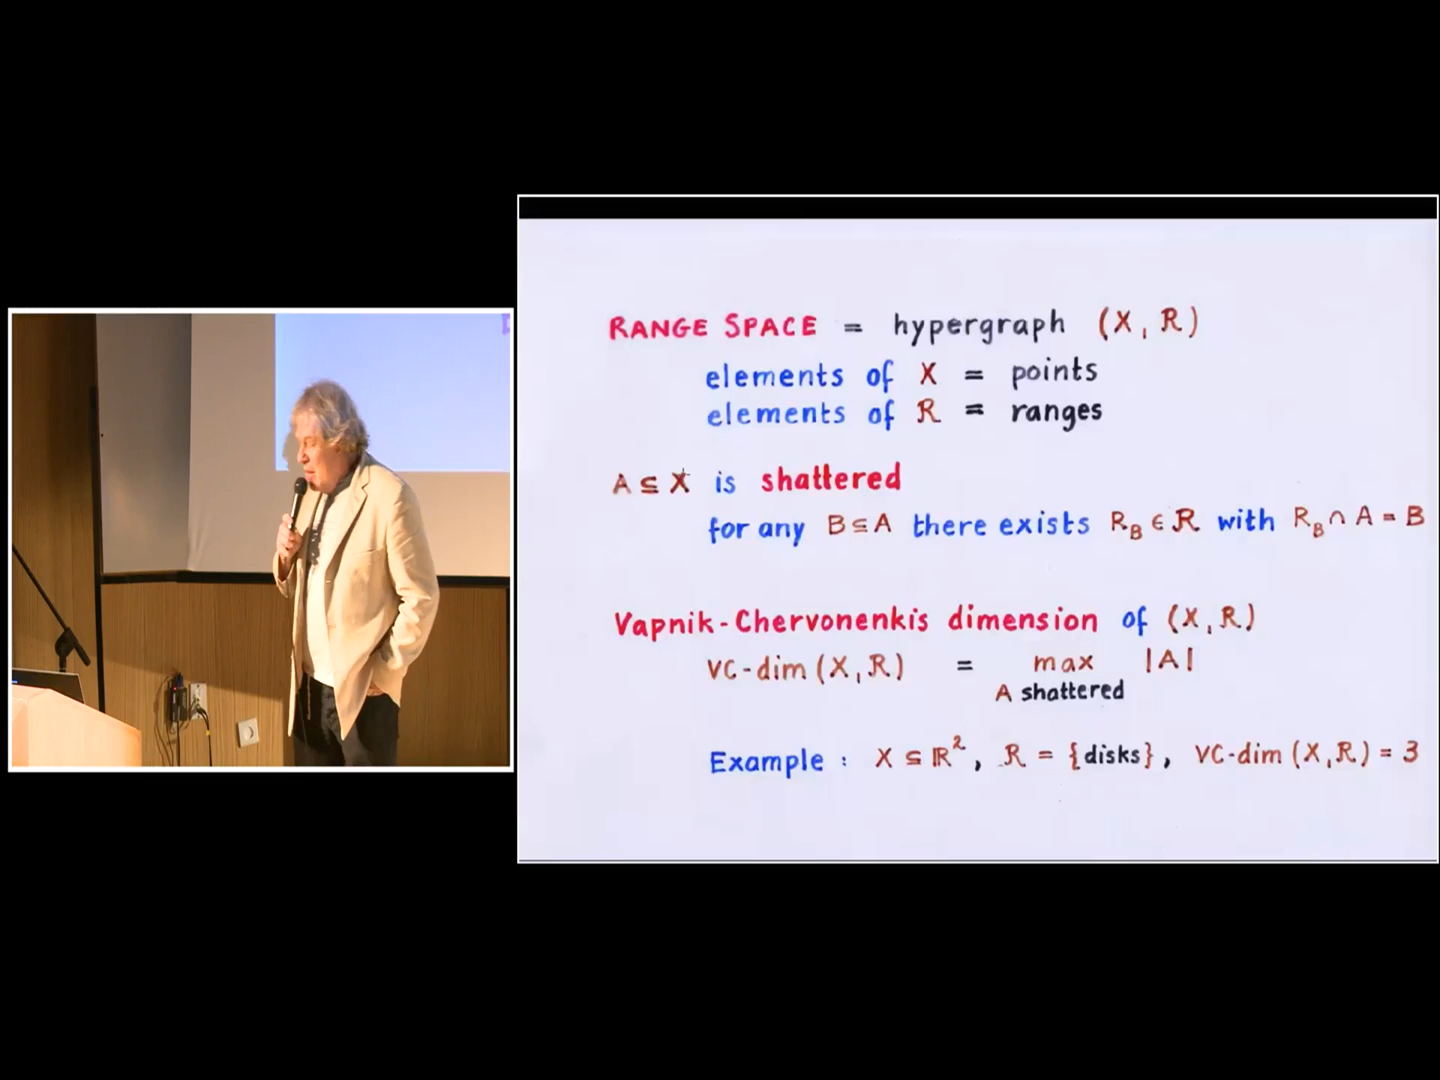 RANGE SPACE = hypergraph (X, R)
elements of X = points
elements of R = ranges
A ⊆ X is shattered
for any B ⊆ A there exists R_B ∈ R with R_B ∩ A = B
Vapnik-Chervonenkis dimension of (X, R)
VC-dim (X, R) = max |A|
A shattered
Example : X ⊆ ℝ², R = {disks}, VC-dim (X, R) = 3